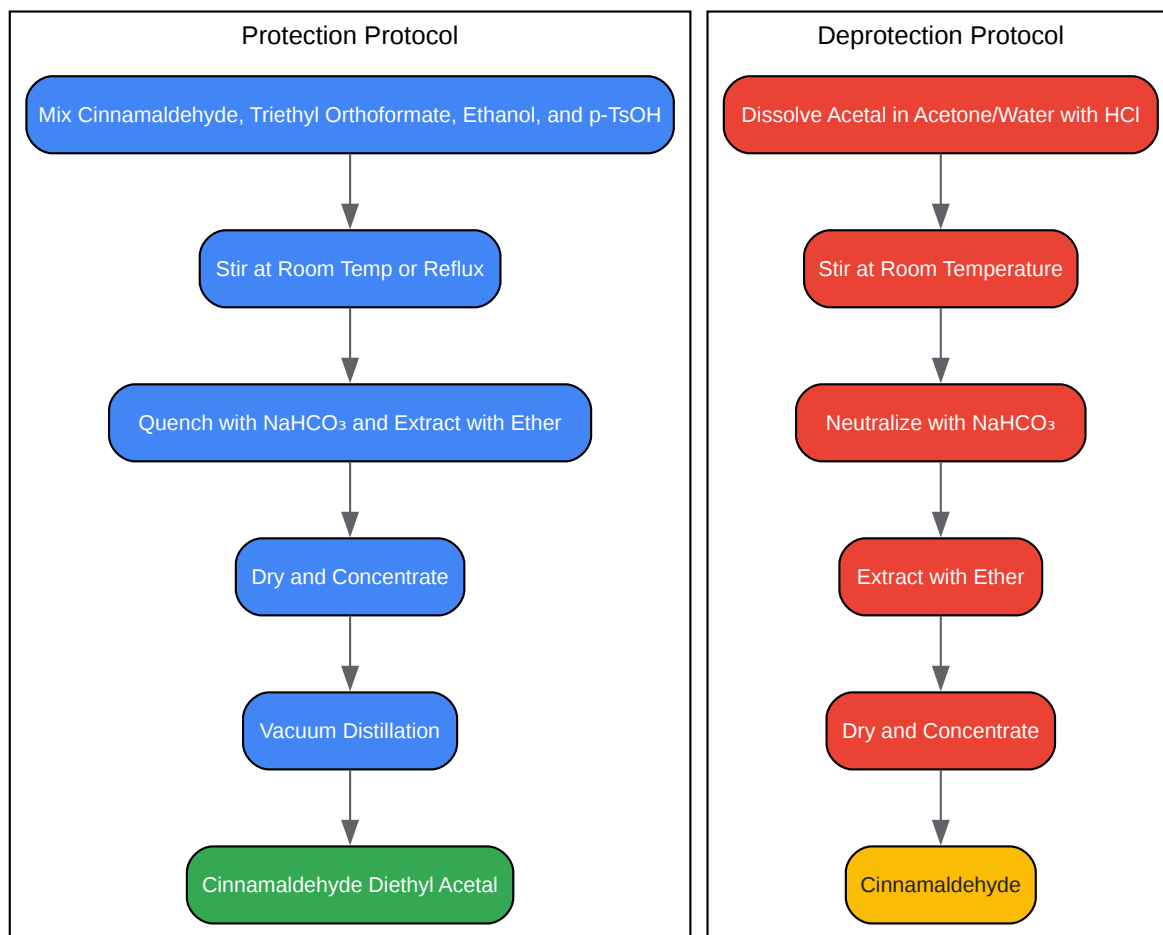 Protection Protocol
Mix Cinnamaldehyde, Triethyl Orthoformate, Ethanol, and p-TsOH
Stir at Room Temp or Reflux
Quench with NaHCO₃ and Extract with Ether
Dry and Concentrate
Vacuum Distillation
Cinnamaldehyde Diethyl Acetal
Deprotection Protocol
Dissolve Acetal in Acetone/Water with HCl
Stir at Room Temperature
Neutralize with NaHCO₃
Extract with Ether
Dry and Concentrate
Cinnamaldehyde